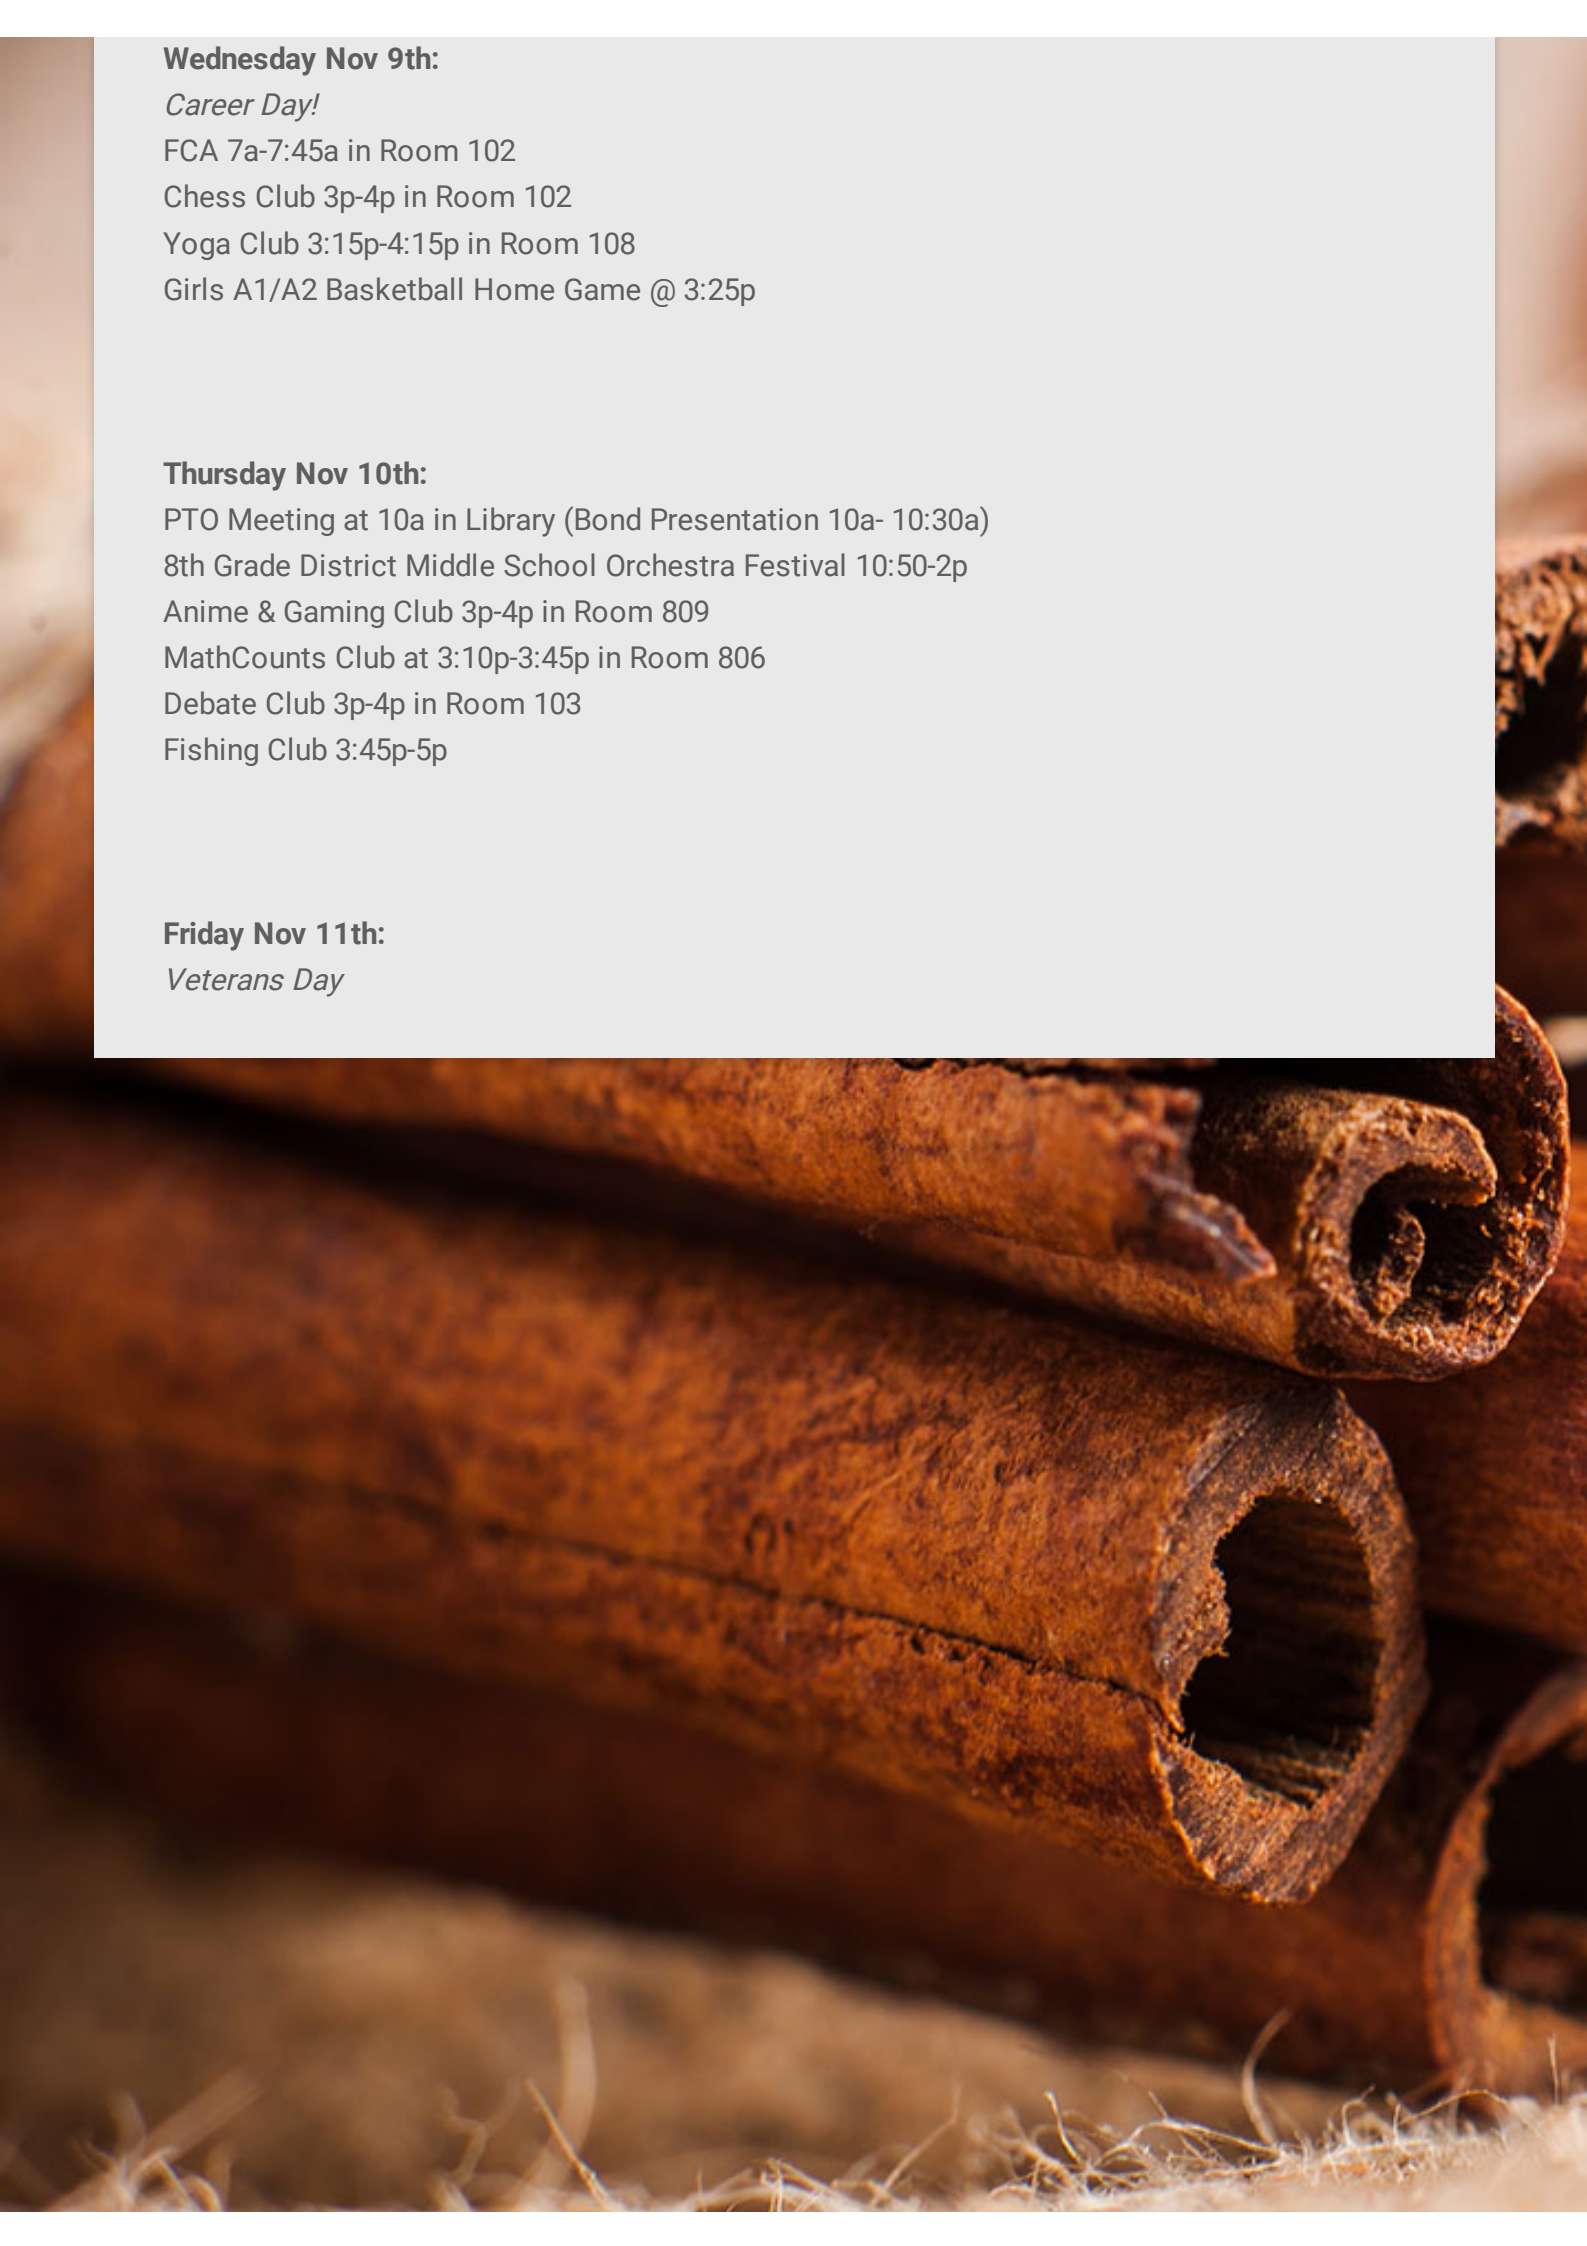 Wednesday Nov 9th:
Career Day!
FCA 7a-7:45a in Room 102
Chess Club 3p-4p in Room 102
Yoga Club 3:15p-4:15p in Room 108
Girls A1/A2 Basketball Home Game @ 3:25p
Thursday Nov 10th:
PTO Meeting at 10a in Library (Bond Presentation 10a- 10:30a)
8th Grade District Middle School Orchestra Festival 10:50-2p
Anime & Gaming Club 3p-4p in Room 809
MathCounts Club at 3:10p-3:45p in Room 806
Debate Club 3p-4p in Room 103
Fishing Club 3:45p-5p
Friday Nov 11th:
Veterans Day